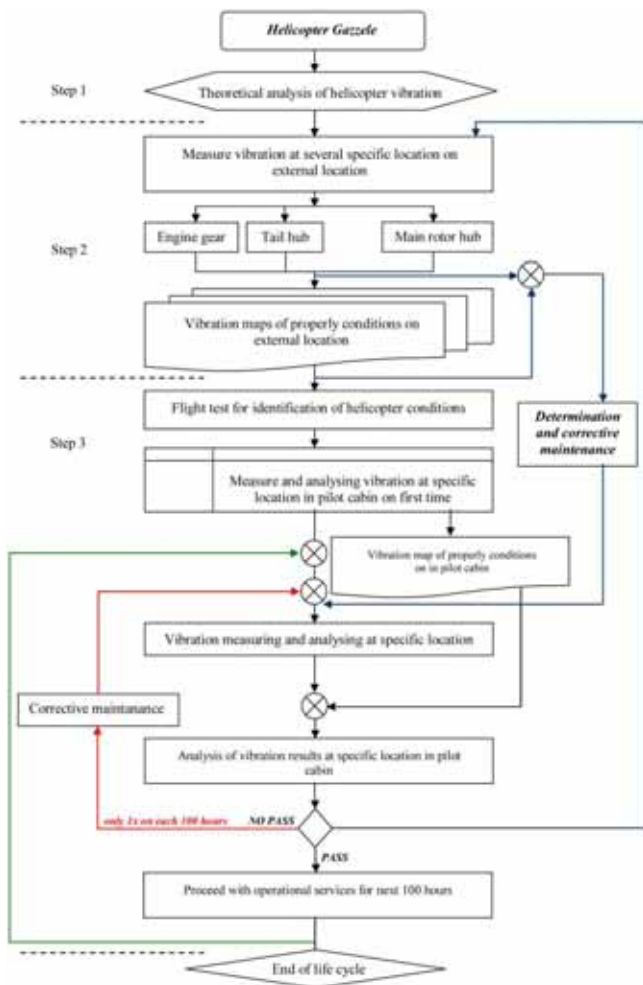 Helicopter Gazzele
Step 1
Theoretical analysis of helicopter vibration
Measure vibration at several specific location on
external location
Step 2
Engine gear
Tail hub
Main rotor hub
Vibration maps of properly conditions on
external location
Flight test for identification of helicopter conditions
Determination
and corrective
maintenance
Step 3
Measure and analysing vibration at specific
location in pilot cabin on first time
Vibration map of properly conditions
on in pilot cabin
Vibration measuring and analysing at specific location
Corrective maintanance
Analysis of vibration results at specific location in pilot
cabin
only 1x on each 100 hours
NO PASS
PASS
Proceed with operational services for next 100 hours
End of life cycle